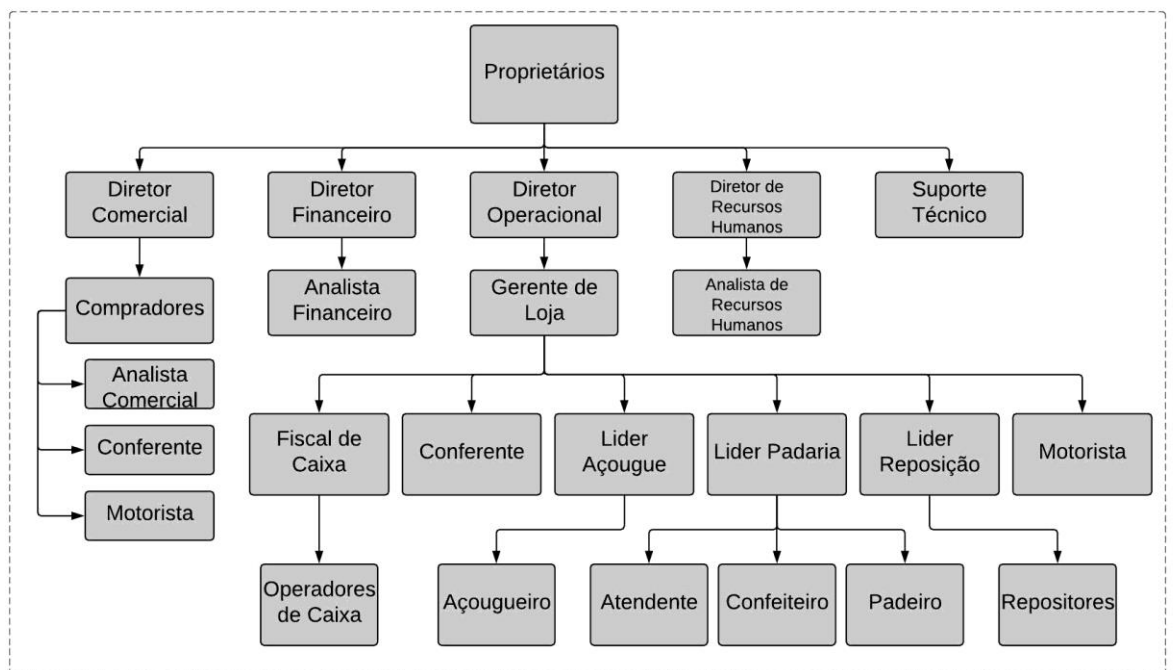 Proprietários
Diretor
Comercial
Diretor
Financeiro
Diretor
Operacional
Diretor de
Recursos
Humanos
Suporte
Técnico
Compradores
Analista
Financeiro
Gerente de
Loja
Analista de
Recursos
Humanos
Analista
Comercial
Conferente
Motorista
Fiscal de
Caixa
Conferente
Lider
Açougue
Lider Padaria
Lider
Reposição
Motorista
Operadores
de Caixa
Açougueiro
Atendente
Confeiteiro
Padeiro
Repositores